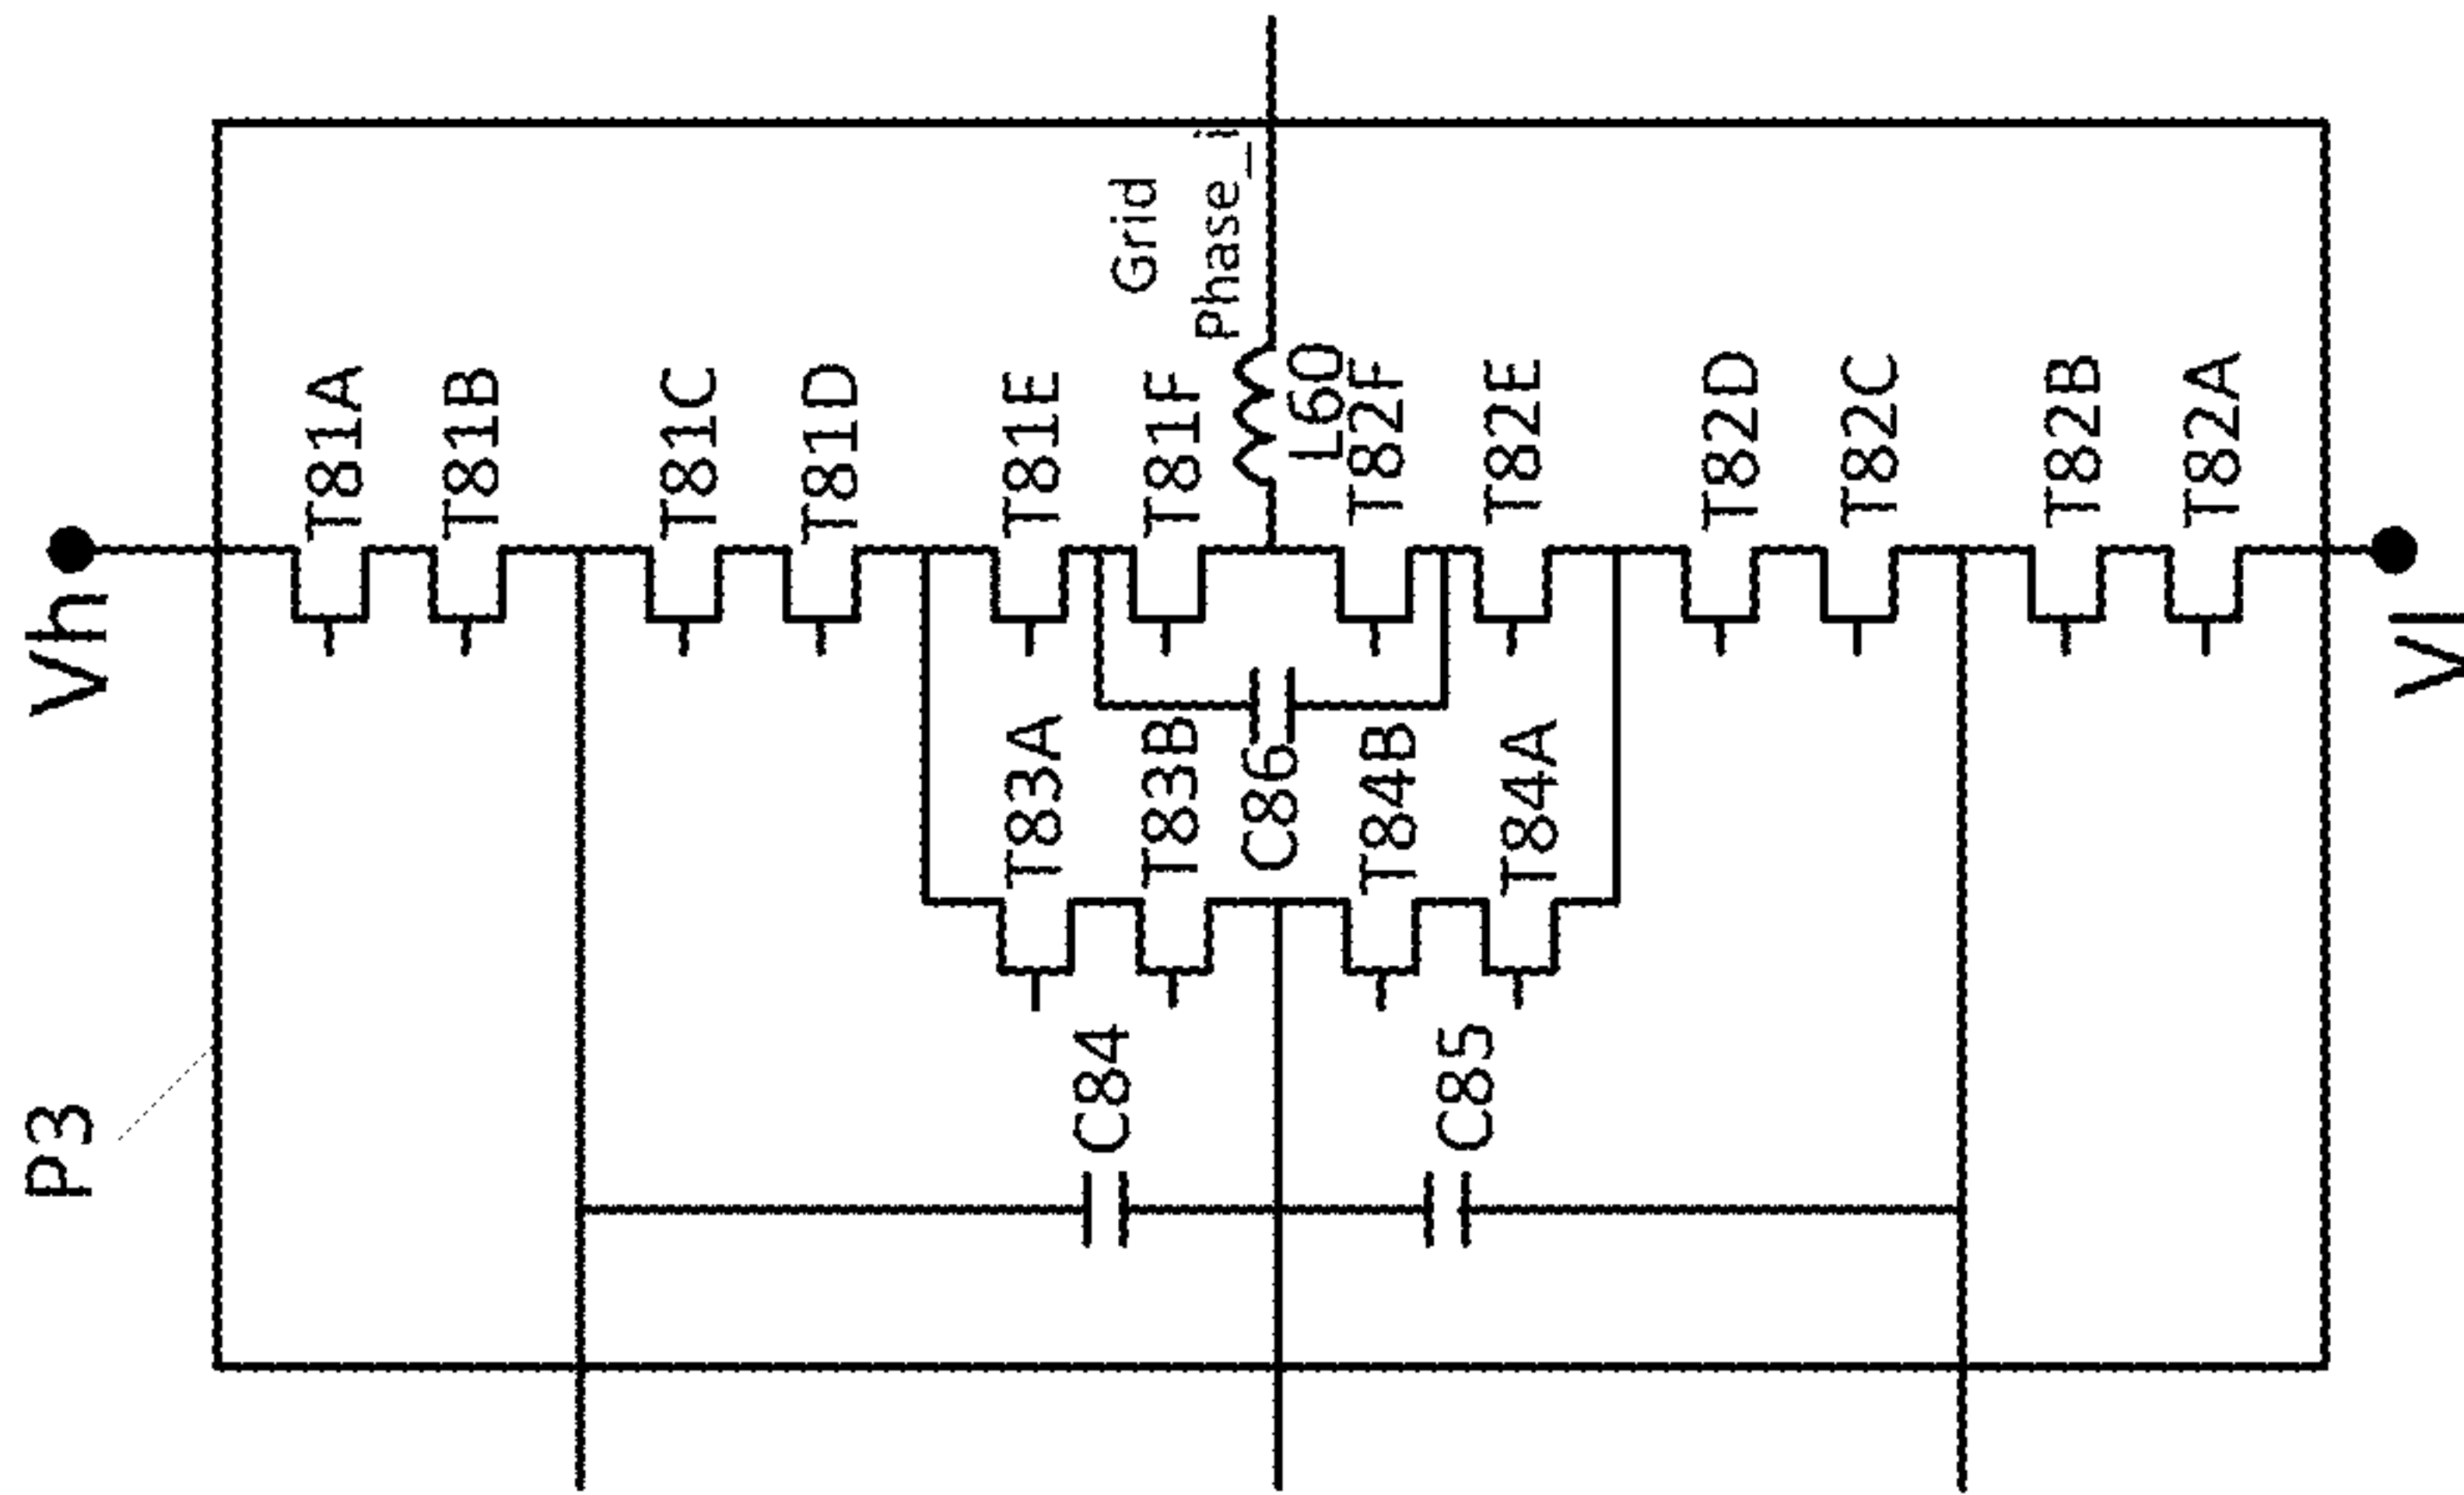 P3
Vh
T81A
T81B
T81C
T81D
T81E
T81F
Grid
Phase_i
L60
T82F
T82E
T82D
T82C
T82B
T82A
T83A
T83B
C86
T84B
T84A
C84
C85
Vl